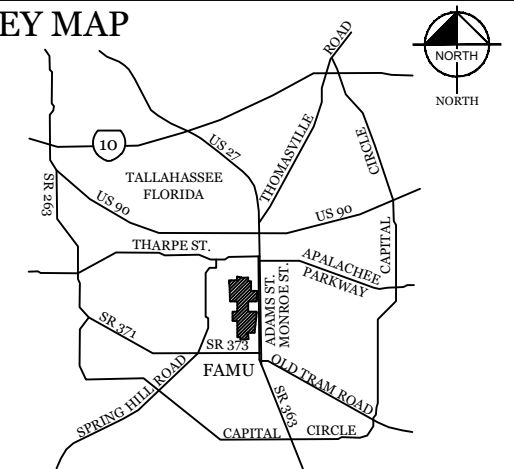 EY MAP
ROAD
NORTH
NORTH
10
US 27
THOMASVILLE
CIRCLE
TALLAHASSEE
FLORIDA
SR 263
US 90
US 90
CAPITAL
THARPE ST.
APALACHEE
PARKWAY
ADAMS ST.
MONROE ST.
SR 371
SR 373
FAMU
OLD TRAM ROAD
SPRING HILL ROAD
SR 363
CAPITAL CIRCLE